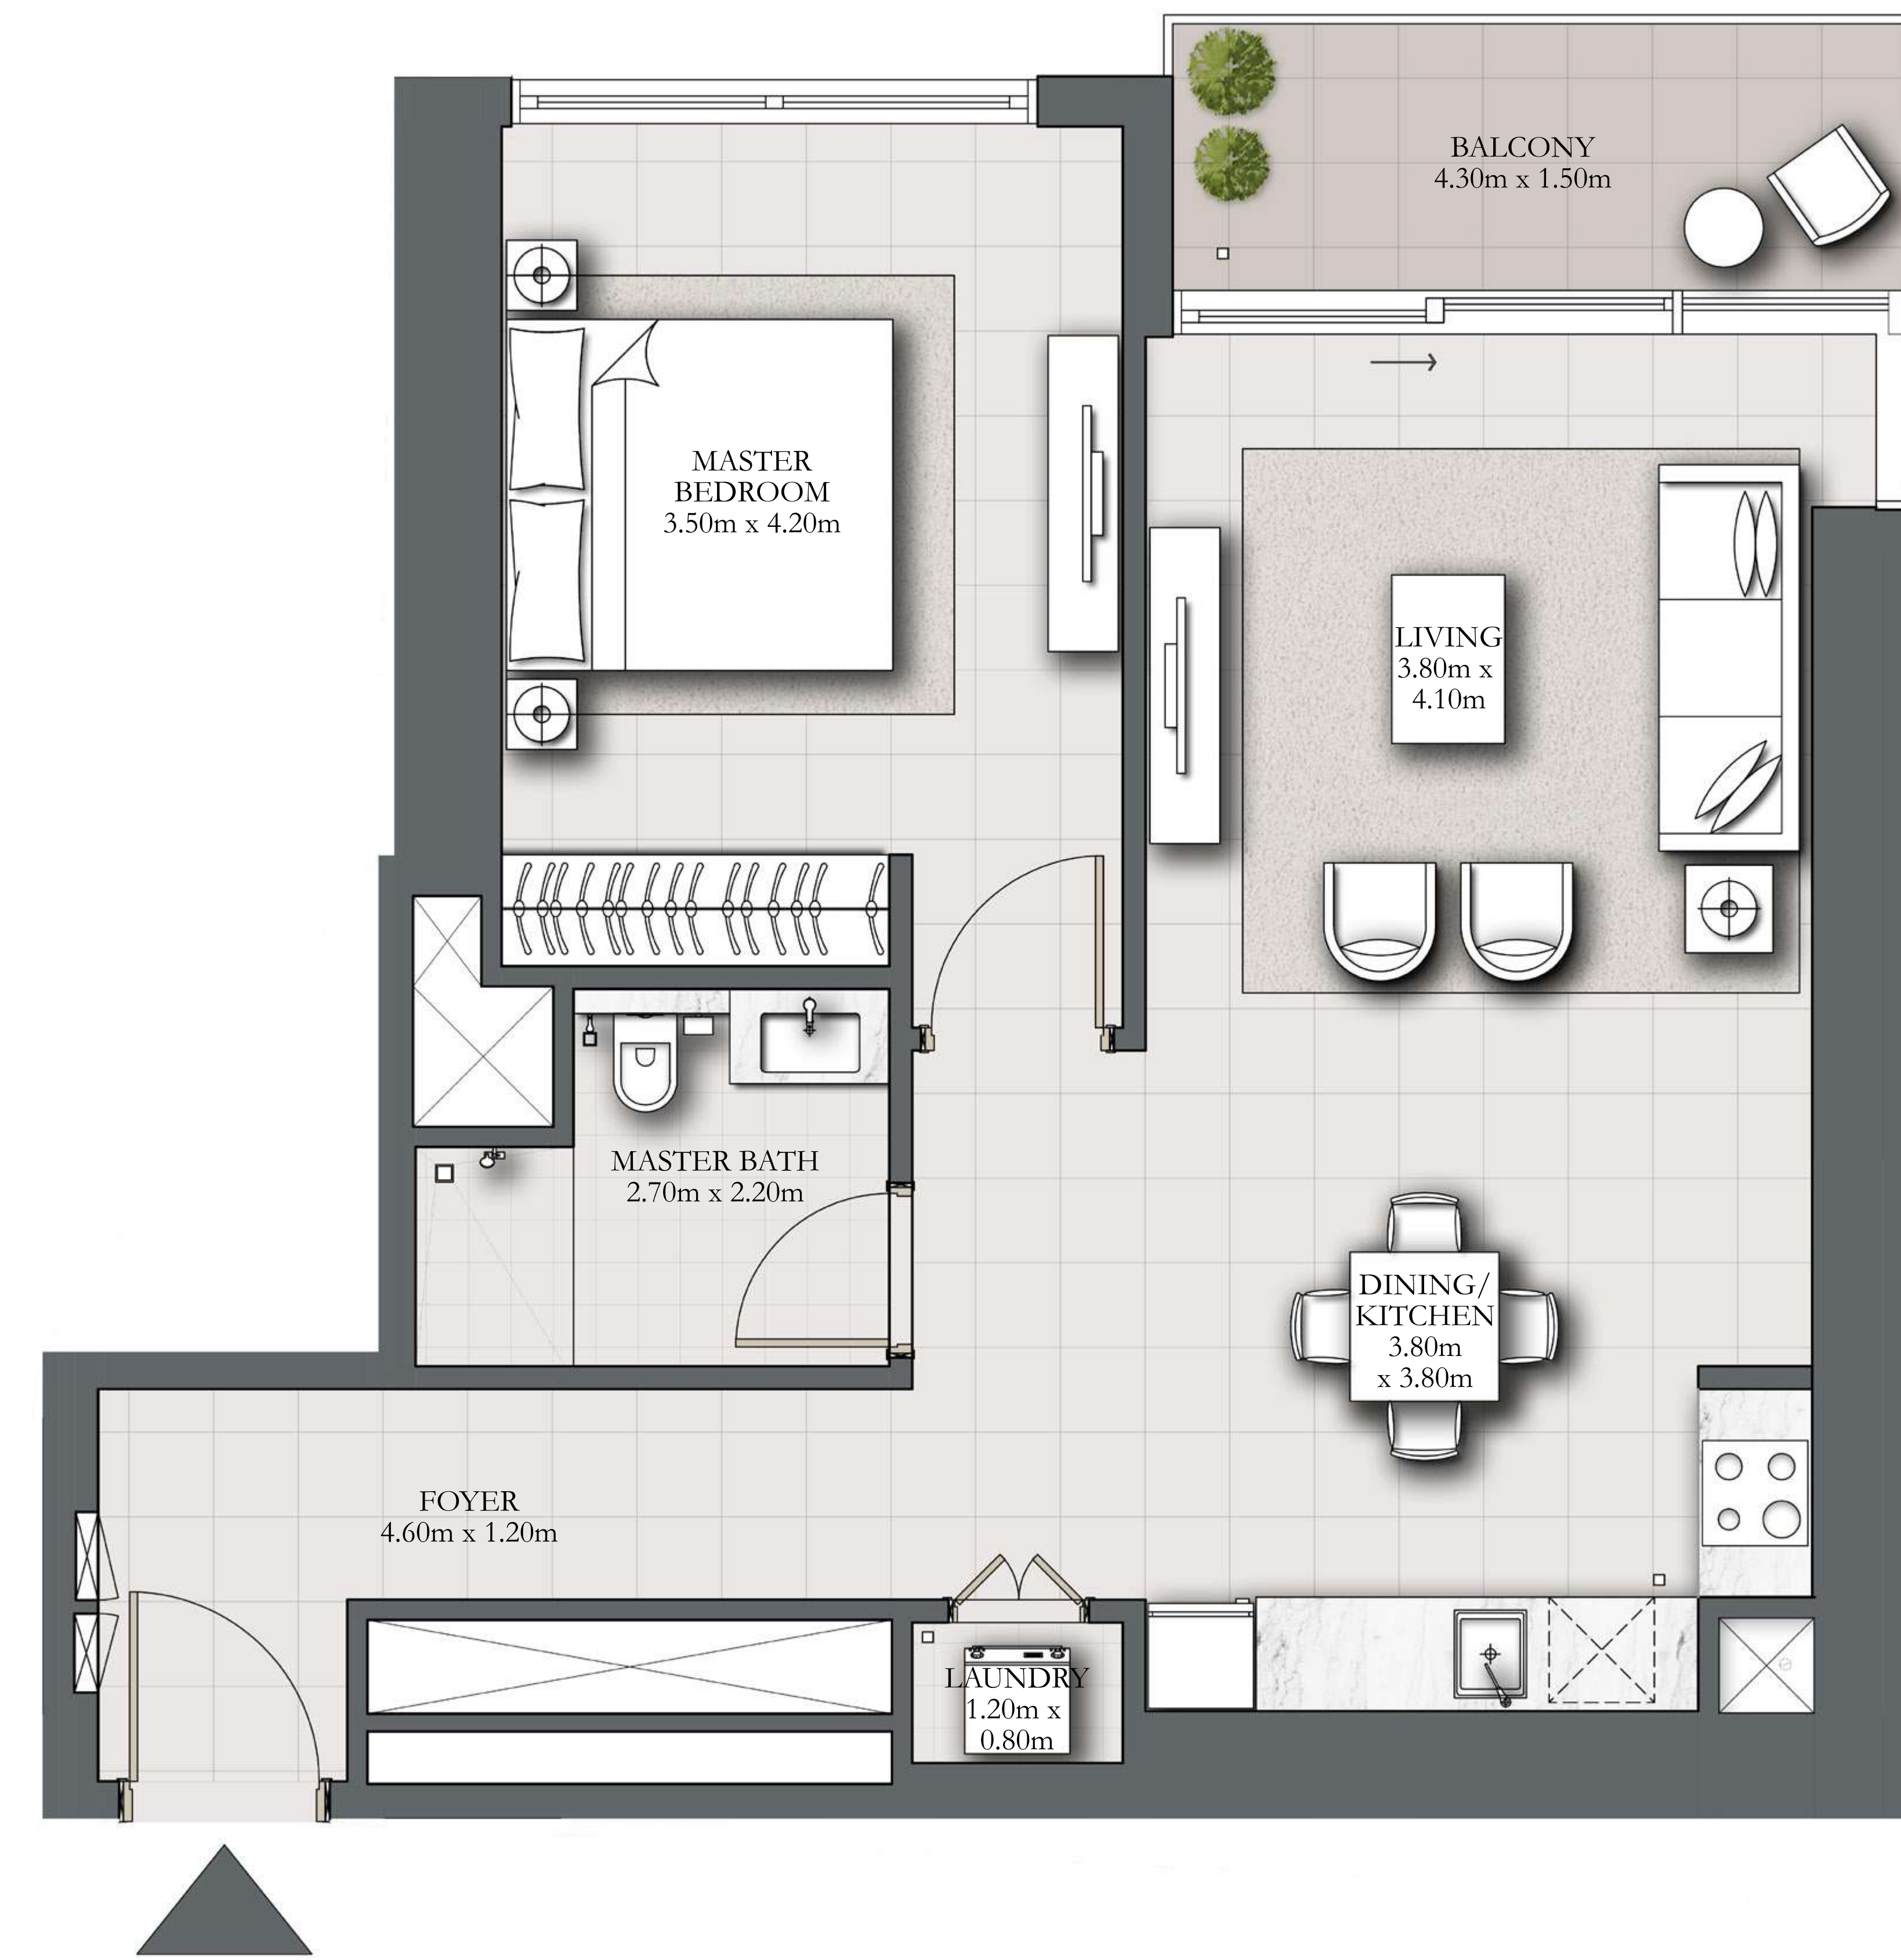 BALCONY
4.30m x 1.50m
MASTER
BEDROOM
3.50m x 4.20m
LIVING
3.80m x
4.10m
MASTER BATH
2.70m x 2.20m
DINING/
KITCHEN
3.80m
x 3.80m
FOYER
4.60m x 1.20m
LAUNDRY
1.20m x
0.80m